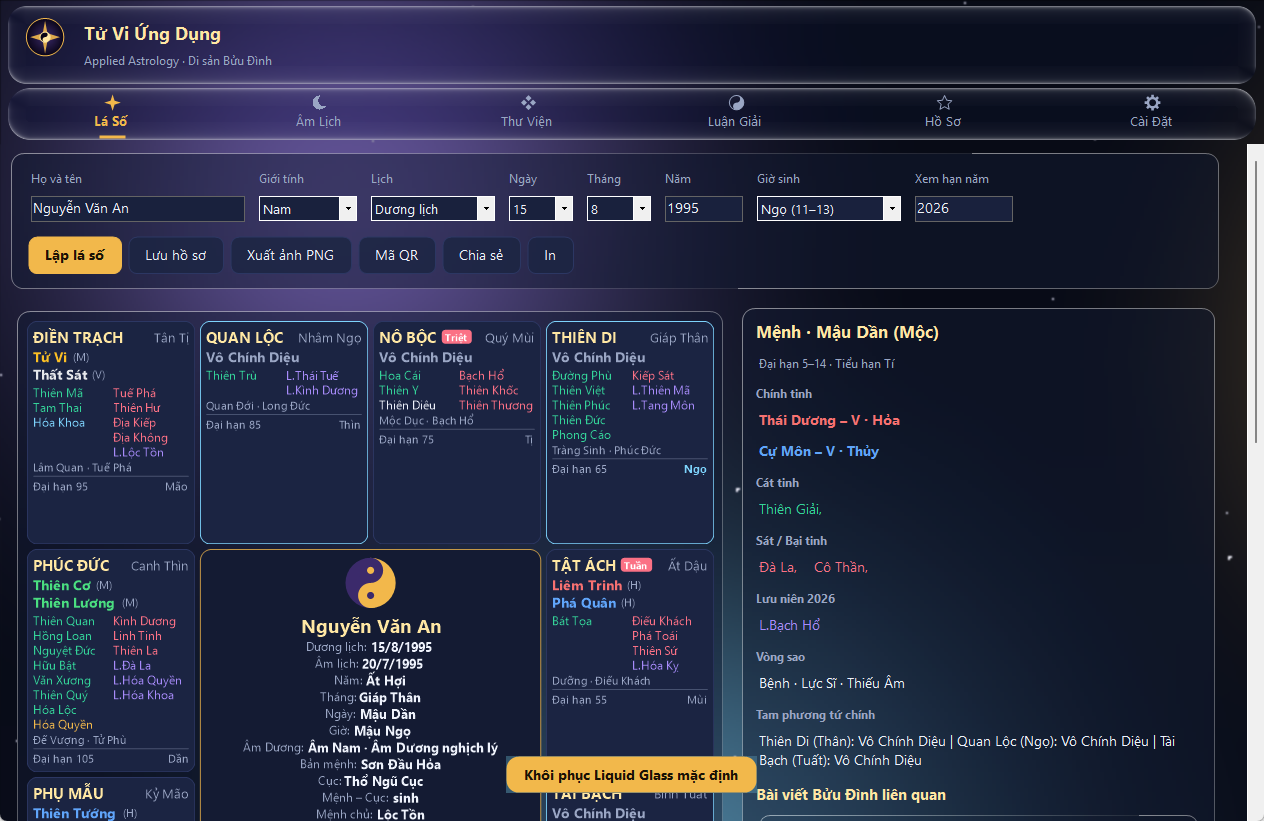 Tử Vi Ứng Dụng
Applied Astrology · Di sản Bửu Đình
Lá Số
Âm Lịch
Thư Viện
Luận Giải
Hồ Sơ
Cài Đặt
Họ và tên
Giới tính
Lịch
Ngày
Tháng
Năm
Giờ sinh
Xem hạn năm
Nguyễn Văn An
Nam
Dương lịch
15
8
1995
Ngọ (11–13)
2026
Lập lá số
Lưu hồ sơ
Xuất ảnh PNG
Mã QR
Chia sẻ
In
ĐIỀN TRẠCH Tân Tị
Tử Vi (M)
Thất Sát (V)
Thiên Mã Tuế Phá
Tam Thai Thiên Hư
Hóa Khoa Địa Kiếp
Địa Không
L.Lộc Tồn
Lâm Quan · Tuế Phá
Đại hạn 95 Mão
QUAN LỘC Nhâm Ngọ
Vô Chính Diệu
Thiên Trù L.Thái Tuế
L.Kình Dương
Quan Đới · Long Đức
Đại hạn 85 Thìn
NÔ BỘC Triệt Quý Mùi
Vô Chính Diệu
Hoa Cái Bạch Hổ
Thiên Y Thiên Khốc
Thiên Diêu Thiên Thương
Mộc Dục · Bạch Hổ
Đại hạn 75 Tị
THIÊN DI Giáp Thân
Vô Chính Diệu
Đường Phù Kiếp Sát
Thiên Việt L.Thiên Mã
Thiên Phúc L.Tang Môn
Thiên Đức
Phong Cáo
Tràng Sinh · Phúc Đức
Đại hạn 65 Ngọ
PHÚC ĐỨC Canh Thìn
Thiên Cơ (M)
Thiên Lương (M)
Thiên Quan Kình Dương
Hồng Loan Linh Tinh
Nguyệt Đức Thiên La
Hữu Bật L.Đà La
Văn Xương L.Hóa Quyền
Thiên Quý L.Hóa Khoa
Hóa Lộc
Hóa Quyền
Đế Vượng · Tử Phù
Đại hạn 105 Dần
Nguyễn Văn An
Dương lịch: 15/8/1995
Âm lịch: 20/7/1995
Năm: Ất Hợi
Tháng: Giáp Thân
Ngày: Mậu Dần
Giờ: Mậu Ngọ
Âm Dương: Âm Nam · Âm Dương nghịch lý
Bản mệnh: Sơn Đầu Hỏa
Cục: Thổ Ngũ Cục
Mệnh – Cục: sinh
Mệnh chủ: Lộc Tồn
TẬT ÁCH Tuần Ất Dậu
Liêm Trinh (H)
Phá Quân (H)
Bát Tọa Điếu Khách
Phá Toái
Thiên Sứ
L.Hóa Kỵ
Dưỡng · Điếu Khách
Đại hạn 55 Mùi
PHỤ MẪU Kỷ Mão
Thiên Tướng (H)
TÀI BẠCH Bính Tuất
Vô Chính Diệu
Khôi phục Liquid Glass mặc định
Mệnh · Mậu Dần (Mộc)
Đại hạn 5–14 · Tiểu hạn Tí
Chính tinh
Thái Dương – V · Hỏa
Cự Môn – V · Thủy
Cát tinh
Thiên Giải,
Sát / Bại tinh
Đà La, Cô Thần,
Lưu niên 2026
L.Bạch Hổ
Vòng sao
Bệnh · Lực Sĩ · Thiếu Âm
Tam phương tứ chính
Thiên Di (Thân): Vô Chính Diệu | Quan Lộc (Ngọ): Vô Chính Diệu | Tài
Bạch (Tuất): Vô Chính Diệu
Bài viết Bửu Đình liên quan